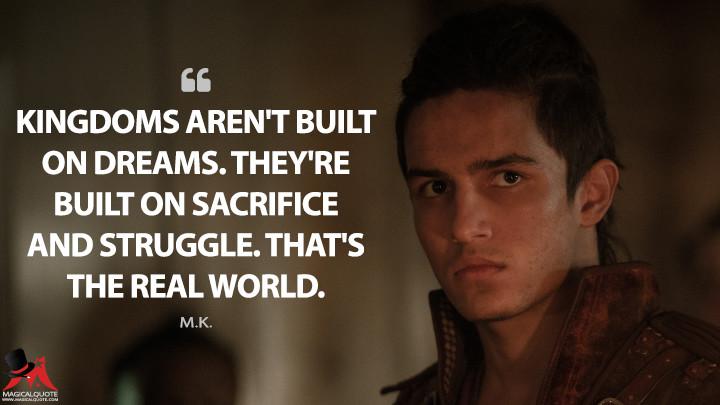 ❝
KINGDOMS AREN'T BUILT
ON DREAMS. THEY'RE
BUILT ON SACRIFICE
AND STRUGGLE. THAT'S
THE REAL WORLD.
M.K.
MAGICALQUOTE
WWW.MAGICALQUOTE.COM